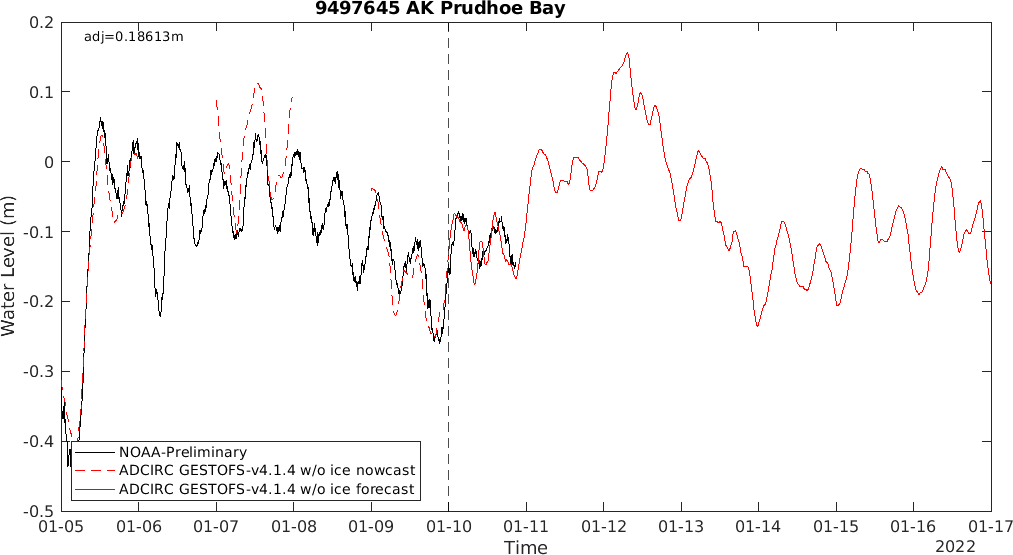 9497645 AK Prudhoe Bay
adj=0.18613m
0.2
0.1
0
-0.1
-0.2
-0.3
-0.4
-0.5
Water Level (m)
NOAA-Preliminary
ADCIRC GESTOFS-v4.1.4 w/o ice nowcast
ADCIRC GESTOFS-v4.1.4 w/o ice forecast
01-05 01-06 01-07 01-08 01-09 01-10 01-11 01-12 01-13 01-14 01-15 01-16 01-17
Time
2022